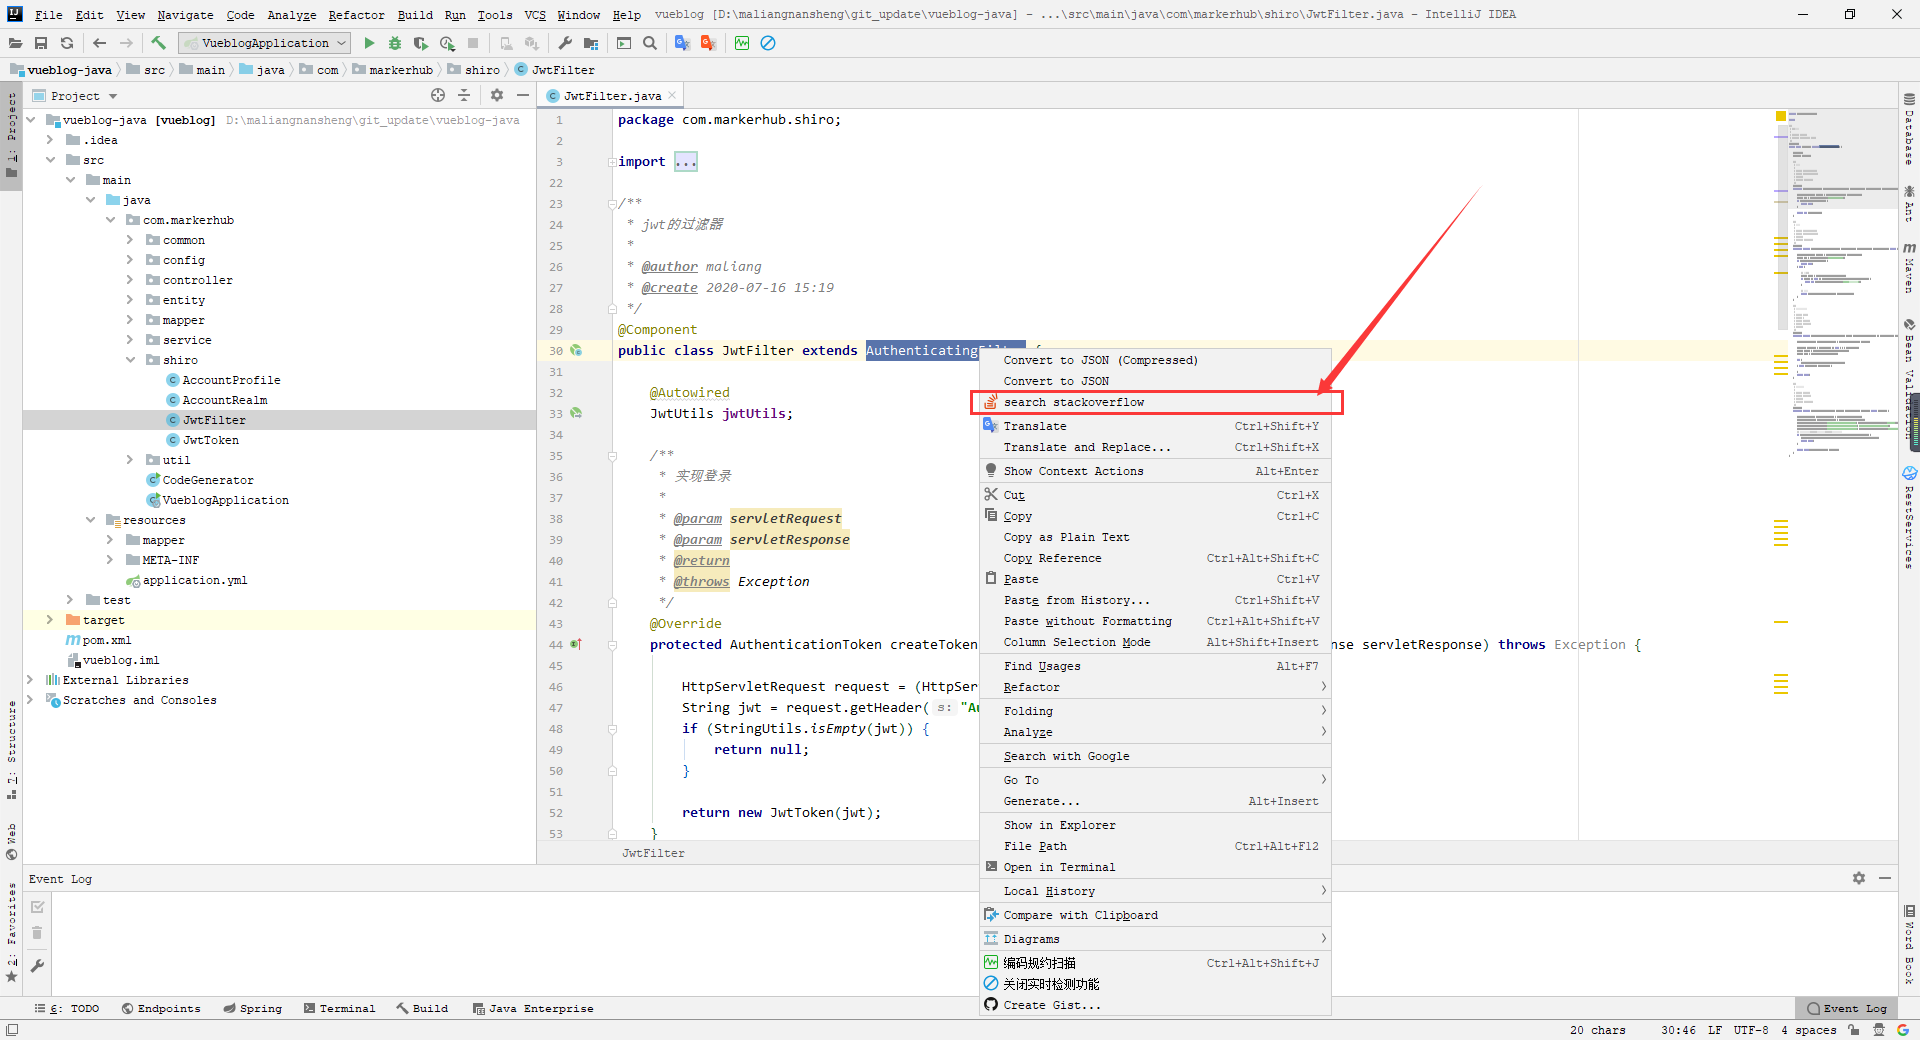 File Edit View Navigate Code Analyze Refactor Build Run Tools VCS Window Help vueblog [D:\maliangnansheng\git_update\vueblog-java] - ...\src\main\java\com\markerhub\shiro\JwtFilter.java - IntelliJ IDEA
VueblogApplication
vueblog-java src main java com markerhub shiro JwtFilter
Project
JwtFilter.java
vueblog-java [vueblog] D:\maliangnansheng\git_update\vueblog-java
.idea
src
main
java
com.markerhub
common
config
controller
entity
mapper
service
shiro
AccountProfile
AccountRealm
JwtFilter
JwtToken
util
CodeGenerator
VueblogApplication
resources
mapper
META-INF
application.yml
test
target
pom.xml
vueblog.iml
External Libraries
Scratches and Consoles
1 package com.markerhub.shiro;
2
3 import ...
22
23 /**
24 * jwt的过滤器
25 *
26 * @author maliang
27 * @create 2020-07-16 15:19
28 */
29 @Component
30 public class JwtFilter extends Authenticating
31
32 @Autowired
33 JwtUtils jwtUtils;
34
35 /**
36 * 实现登录
37 *
38 * @param servletRequest
39 * @param servletResponse
40 * @return
41 * @throws Exception
42 */
43 @Override
44 protected AuthenticationToken createToken nse servletResponse) throws Exception {
45
46 HttpServletRequest request = (HttpSer
47 String jwt = request.getHeader( s: "Au
48 if (StringUtils.isEmpty(jwt)) {
49 return null;
50 }
51
52 return new JwtToken(jwt);
53 }
JwtFilter
Convert to JSON (Compressed)
Convert to JSON
search stackoverflow
Translate Ctrl+Shift+Y
Translate and Replace... Ctrl+Shift+X
Show Context Actions Alt+Enter
Cut Ctrl+X
Copy Ctrl+C
Copy as Plain Text
Copy Reference Ctrl+Alt+Shift+C
Paste Ctrl+V
Paste from History... Ctrl+Shift+V
Paste without Formatting Ctrl+Alt+Shift+V
Column Selection Mode Alt+Shift+Insert
Find Usages Alt+F7
Refactor
Folding
Analyze
Search with Google
Go To
Generate... Alt+Insert
Show in Explorer
File Path Ctrl+Alt+F12
Open in Terminal
Local History
Compare with Clipboard
Diagrams
编码规约扫描 Ctrl+Alt+Shift+J
关闭实时检测功能
Create Gist...
1: Project
7: Structure
Web
2: Favorites
Database
Ant
Maven
Bean Validation
RestServices
Word Book
Event Log
6: TODO Endpoints Spring Terminal Build Java Enterprise Event Log
20 chars 30:46 LF UTF-8 4 spaces